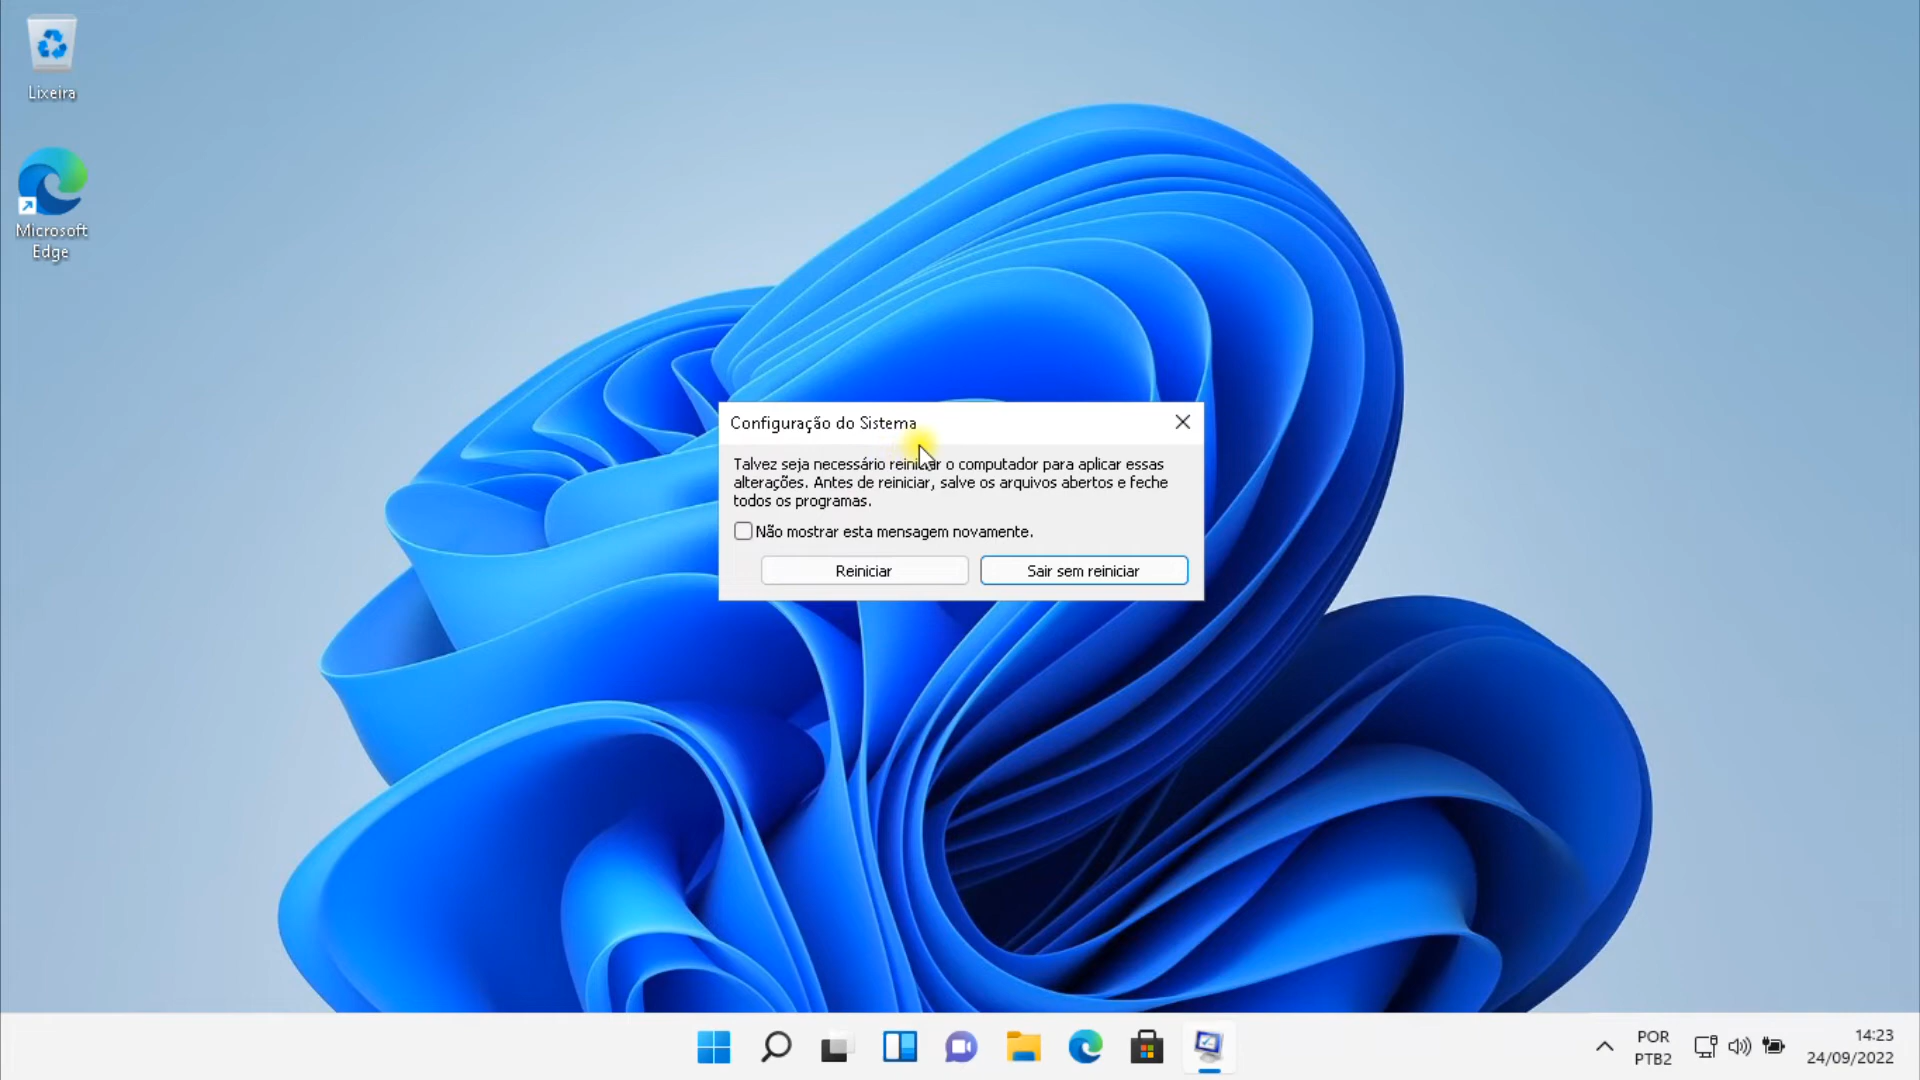 Lixeira
Microsoft
Edge
Configuração do Sistema
Talvez seja necessário reiniciar o computador para aplicar essas
alterações. Antes de reiniciar, salve os arquivos abertos e feche
todos os programas.
Não mostrar esta mensagem novamente.
Reiniciar
Sair sem reiniciar
POR
PTB2
14:23
24/09/2022